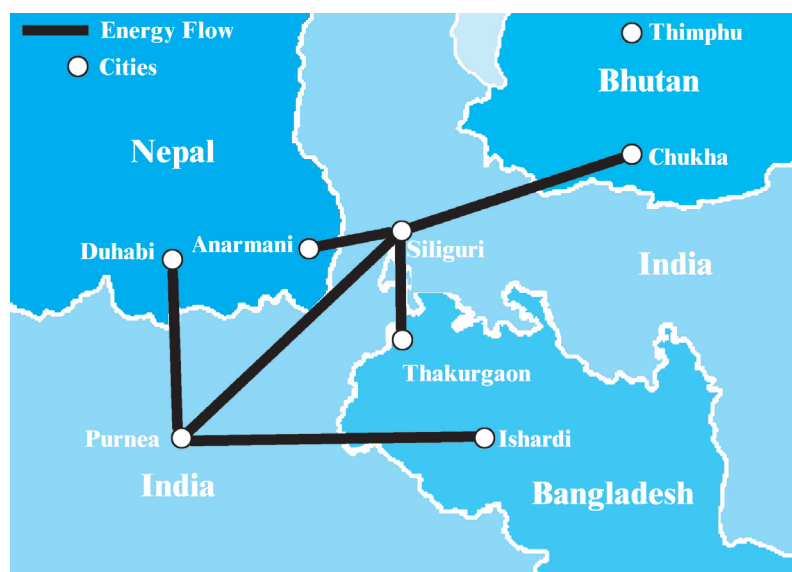 Energy Flow
Cities
Thimphu
Bhutan
Nepal
Chukha
Duhabi
Anarmani
Siliguri
India
Thakurgaon
Purnea
Ishardi
India
Bangladesh